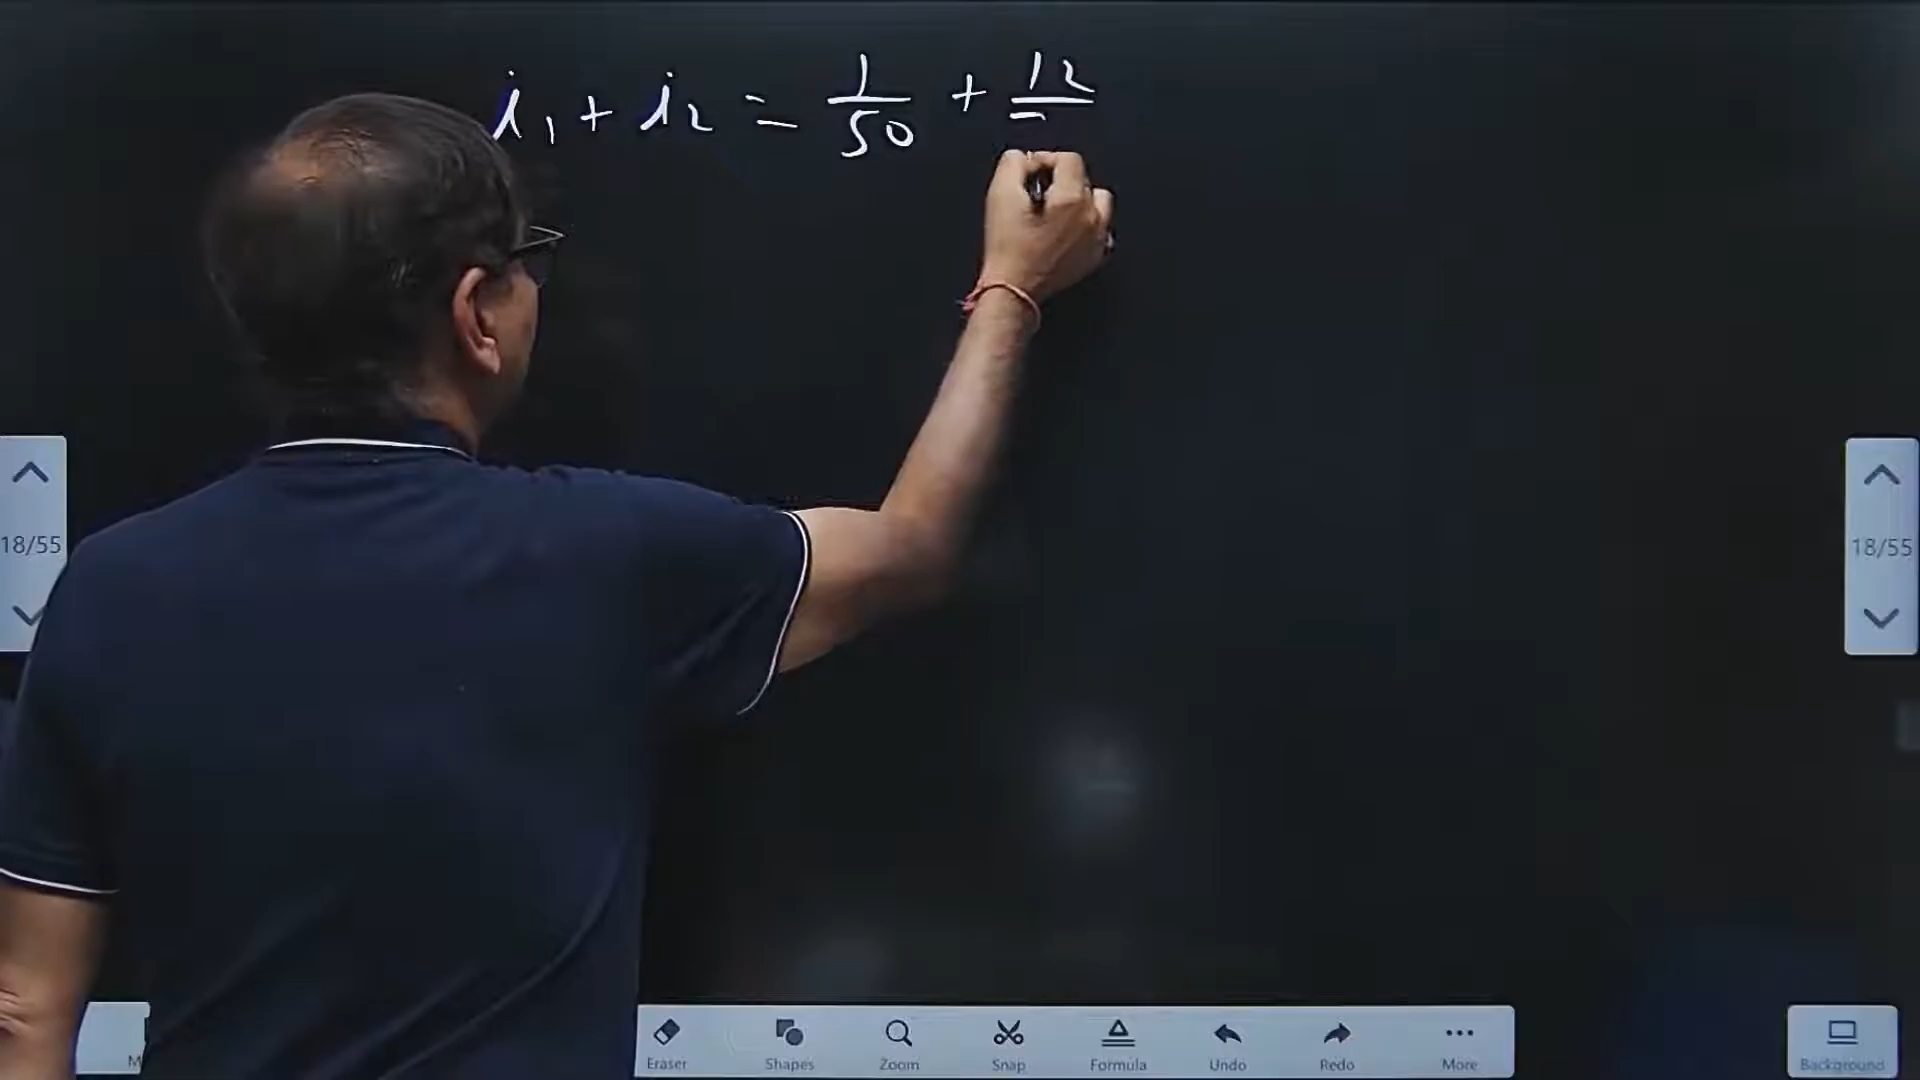 i₁ + i₂ = 1/50 + 12/
18/55
18/55
Eraser Shapes Zoom Snap Formula Undo Redo More Background